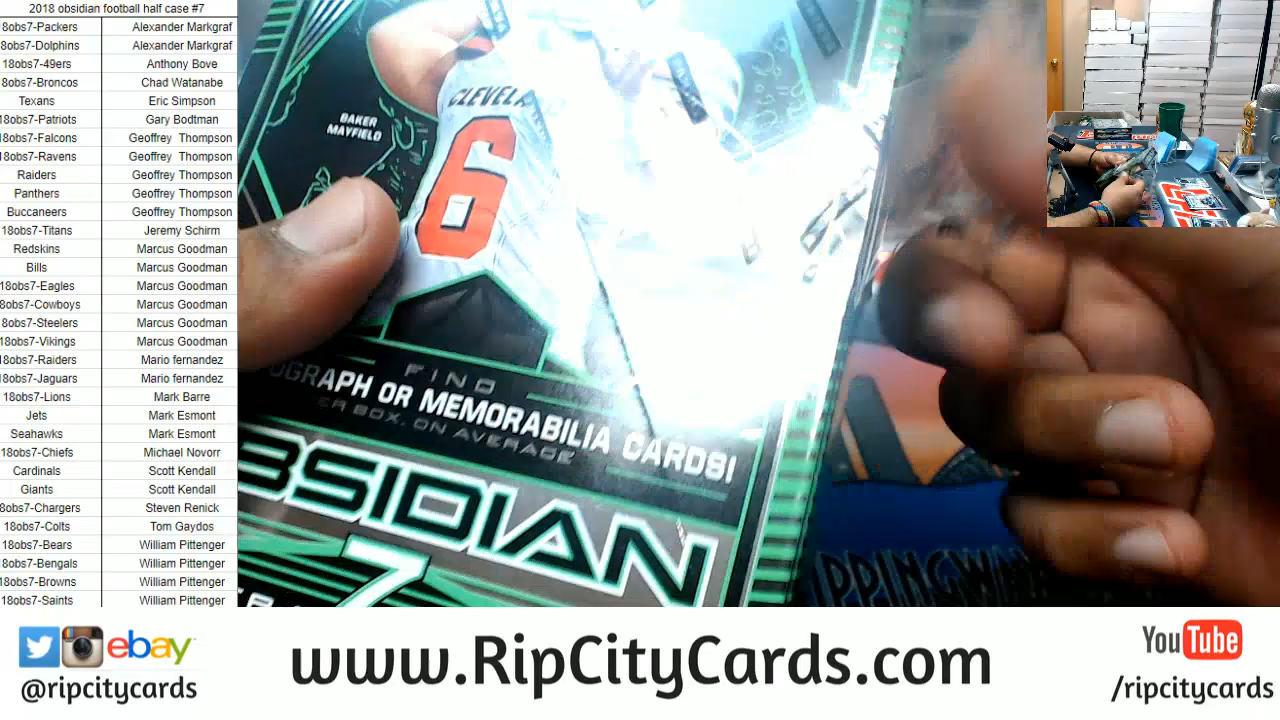 2018 obsidian football half case #7
8obs7-Packers Alexander Markgraf
8obs7-Dolphins Alexander Markgraf
18obs7-49ers Anthony Bove
8obs7-Broncos Chad Watanabe
Texans Eric Simpson
18obs7-Patriots Gary Bodtman
18obs7-Falcons Geoffrey Thompson
18obs7-Ravens Geoffrey Thompson
Raiders Geoffrey Thompson
Panthers Geoffrey Thompson
Buccaneers Geoffrey Thompson
18obs7-Titans Jeremy Schirm
Redskins Marcus Goodman
Bills Marcus Goodman
18obs7-Eagles Marcus Goodman
8obs7-Cowboys Marcus Goodman
8obs7-Steelers Marcus Goodman
18obs7-Vikings Marcus Goodman
18obs7-Raiders Mario fernandez
18obs7-Jaguars Mario fernandez
18obs7-Lions Mark Barre
Jets Mark Esmont
Seahawks Mark Esmont
18obs7-Chiefs Michael Novorr
Cardinals Scott Kendall
Giants Scott Kendall
8obs7-Chargers Steven Renick
18obs7-Colts Tom Gaydos
18obs7-Bears William Pittenger
8obs7-Bengals William Pittenger
18obs7-Browns William Pittenger
18obs7-Saints William Pittenger
CLEVELA
BAKER
MAYFIELD
6
FIND
OGRAPH OR MEMORABILIA CARDS!
ER BOX, ON AVERAGE
BSIDIAN
7
PPINGW
ebay
@ripcitycards
www.RipCityCards.com
YouTube
/ripcitycards